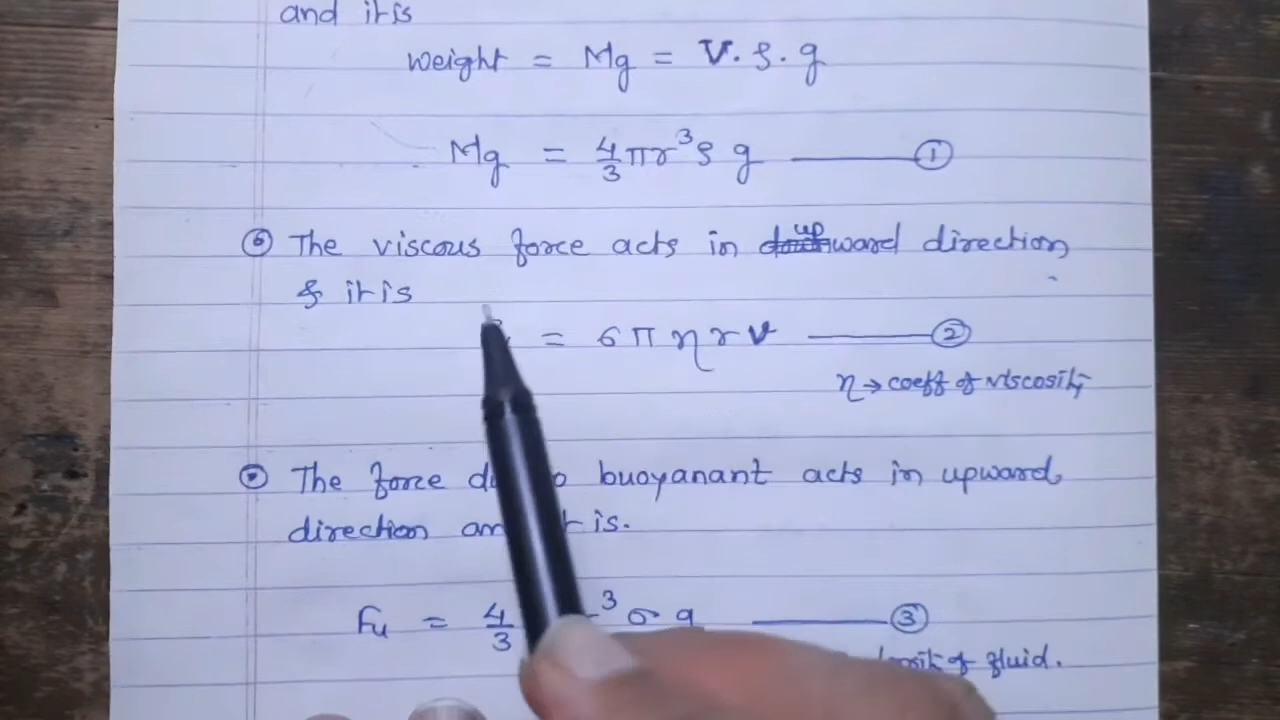 and it is
weight = Mg = V. ρ. g
Mg = 4/3 πr³ρ g ——— ①
⑥ The viscous force acts in upward direction
& it is
= 6 π η r v ——— ②
η → coeff of viscosity
⑦ The force buoyanant acts in upward
direction is.
Fu = 4/3 ³ σ g ——— ③
of fluid.